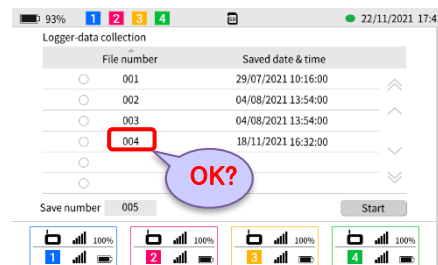 93% 1 2 3 4 SD 22/11/2021 17:4
Logger-data collection
File number Saved date & time
001 29/07/2021 10:16:00
002 04/08/2021 13:54:00
003 04/08/2021 13:54:00
004 18/11/2021 16:32:00
OK?
Save number 005 Start
100% 100% 100% 100%
1 2 3 4